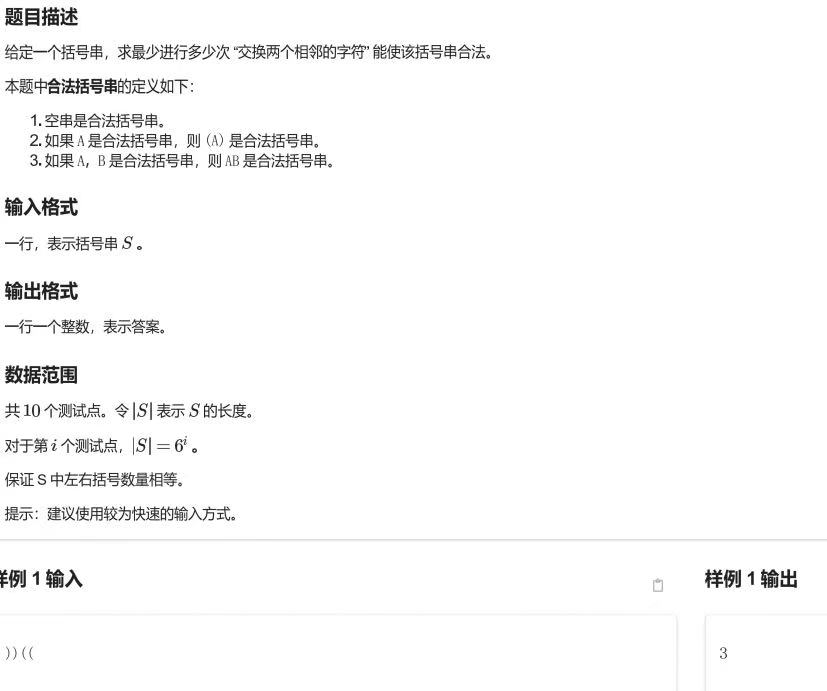 题目描述
给定一个括号串，求最少进行多少次 “交换两个相邻的字符” 能使该括号串合法。
本题中合法括号串的定义如下：
1. 空串是合法括号串。
2. 如果 A 是合法括号串，则 (A) 是合法括号串。
3. 如果 A，B 是合法括号串，则 AB 是合法括号串。
输入格式
一行，表示括号串 S 。
输出格式
一行一个整数，表示答案。
数据范围
共 10 个测试点。令 |S| 表示 S 的长度。
对于第 i 个测试点，|S| = 6^i 。
保证 S 中左右括号数量相等。
提示：建议使用较为快速的输入方式。
样例 1 输入
样例 1 输出
))((
3